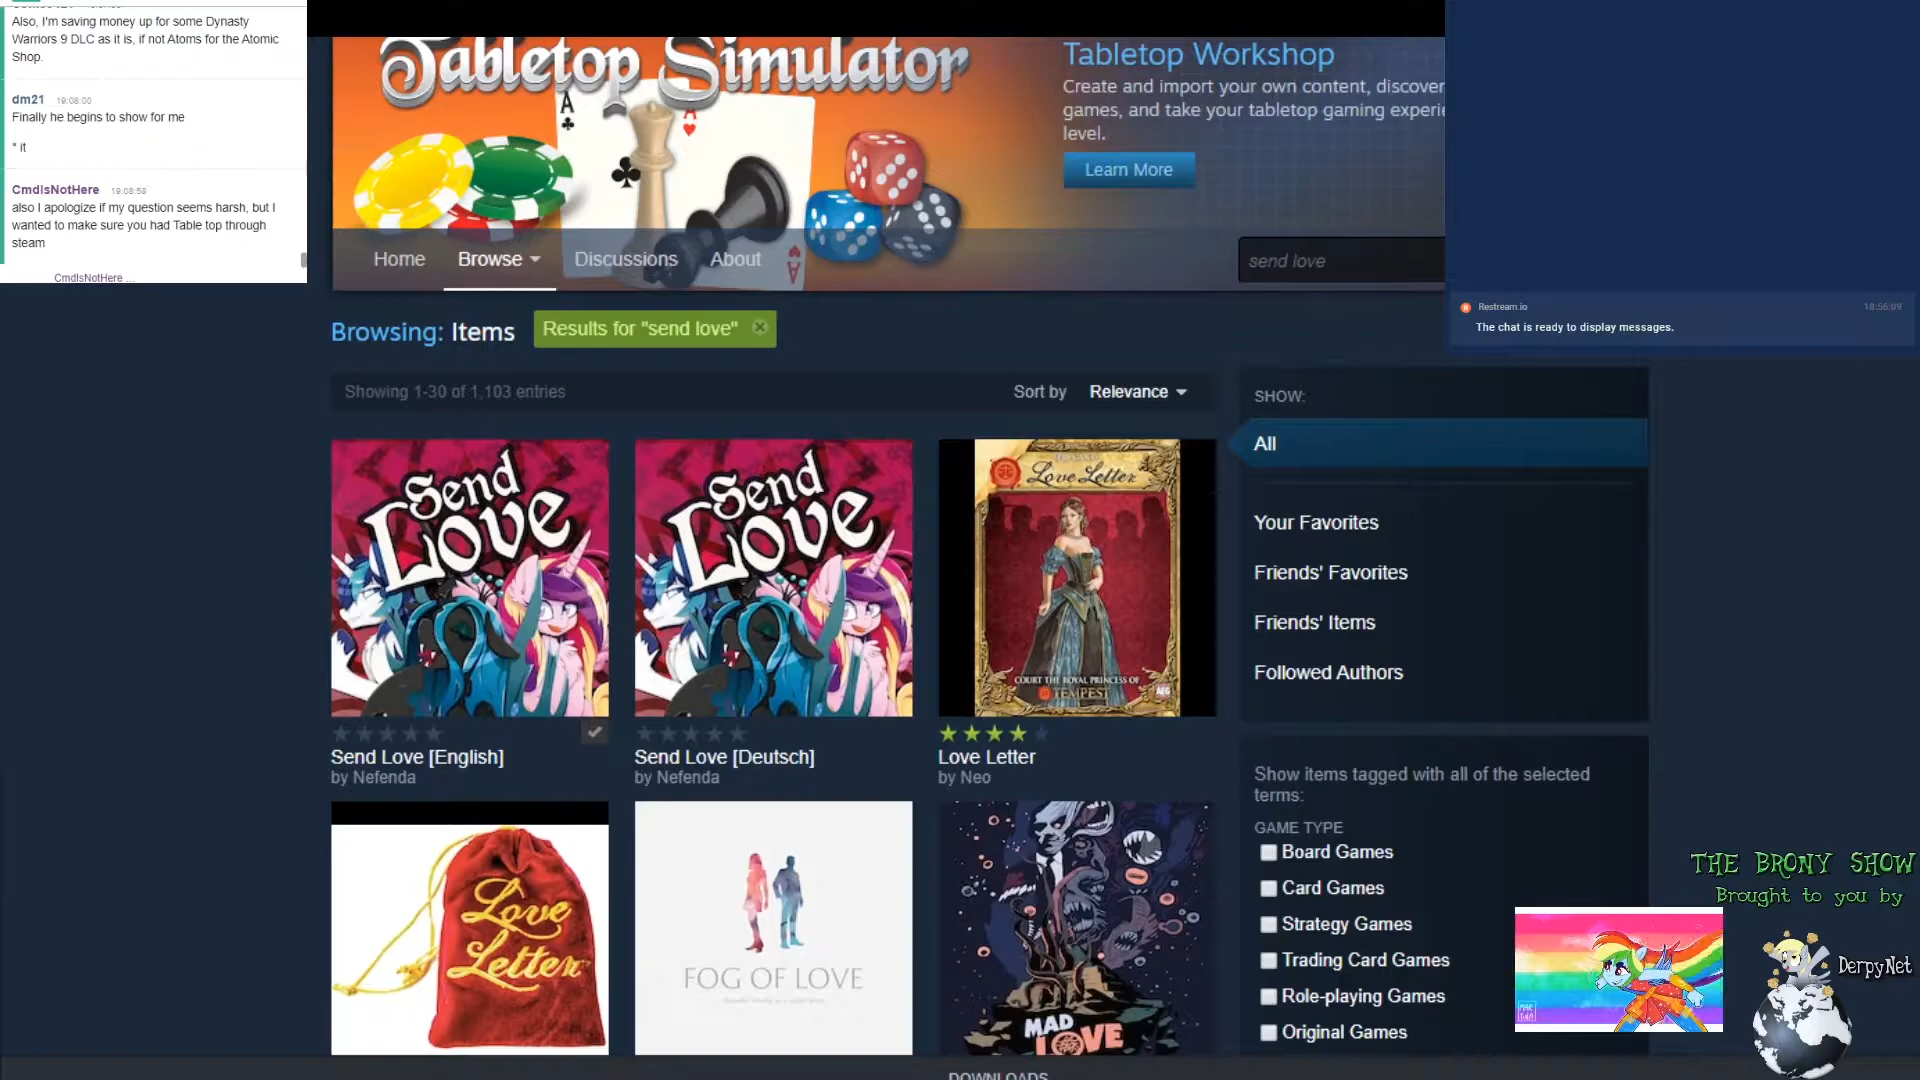 Also, I'm saving money up for some Dynasty
Warriors 9 DLC as it is, if not Atoms for the Atomic
Shop.
dm21 19:08:00
Finally he begins to show for me
* it
CmdIsNotHere 19:08:58
also I apologize if my question seems harsh, but I
wanted to make sure you had Table top through
steam
CmdIsNotHere ...
Tabletop Simulator
Tabletop Workshop
Create and import your own content, discover
games, and take your tabletop gaming experie
level.
Learn More
A
A
A
Home
Browse
Discussions
About
send love
Restream.io 18:56:09
The chat is ready to display messages.
Browsing: Items
Results for "send love"
Showing 1-30 of 1,103 entries
Sort by Relevance
Send
Love
Send
Love
Love Letter
COURT THE ROYAL PRINCESS OF
TEMPEST
AEG
Send Love [English]
by Nefenda
Send Love [Deutsch]
by Nefenda
Love Letter
by Neo
Love
Letter
FOG OF LOVE
MAD
LOVE
SHOW:
All
Your Favorites
Friends' Favorites
Friends' Items
Followed Authors
Show items tagged with all of the selected
terms:
GAME TYPE
Board Games
Card Games
Strategy Games
Trading Card Games
Role-playing Games
Original Games
THE BRONY SHOW
Brought to you by
DerpyNet
DOWNLOADS